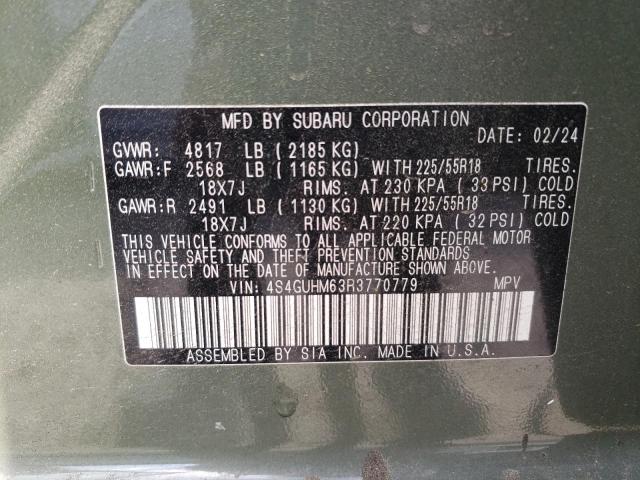 MFD BY SUBARU CORPORATION
DATE: 02/24
GVWR: 4817 LB (2185 KG)
GAWR:F 2568 LB (1165 KG) WITH 225/55R18 TIRES.
18X7J RIMS. AT 230 KPA (33 PSI) COLD
GAWR:R 2491 LB (1130 KG) WITH 225/55R18 TIRES.
18X7J RIMS. AT 220 KPA (32 PSI) COLD
THIS VEHICLE CONFORMS TO ALL APPLICABLE FEDERAL MOTOR
VEHICLE SAFETY AND THEFT PREVENTION STANDARDS
IN EFFECT ON THE DATE OF MANUFACTURE SHOWN ABOVE.
VIN: 4S4GUHM63R3770779 MPV
ASSEMBLED BY SIA INC. MADE IN U.S.A.